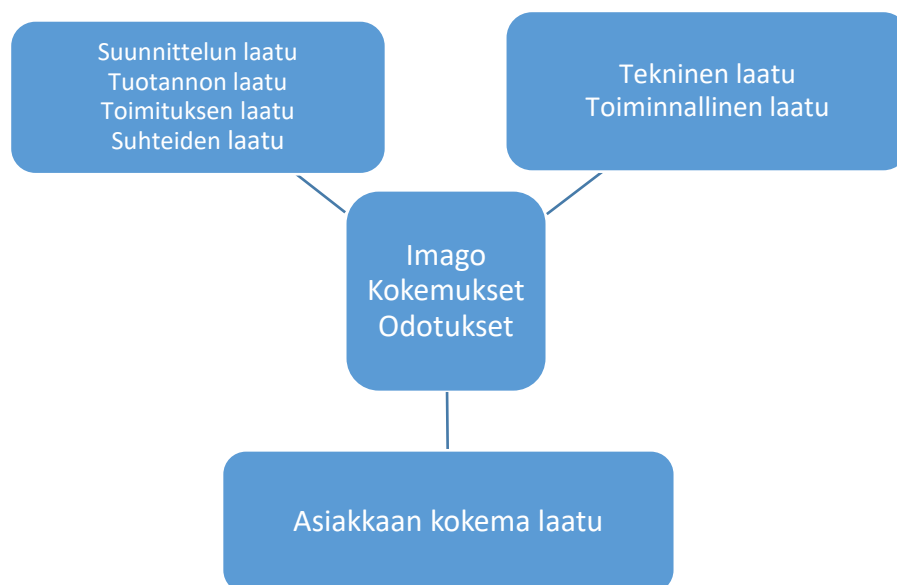 Suunnittelun laatu
Tuotannon laatu
Toimituksen laatu
Suhteiden laatu
Tekninen laatu
Toiminnallinen laatu
Imago
Kokemukset
Odotukset
Asiakkaan kokema laatu